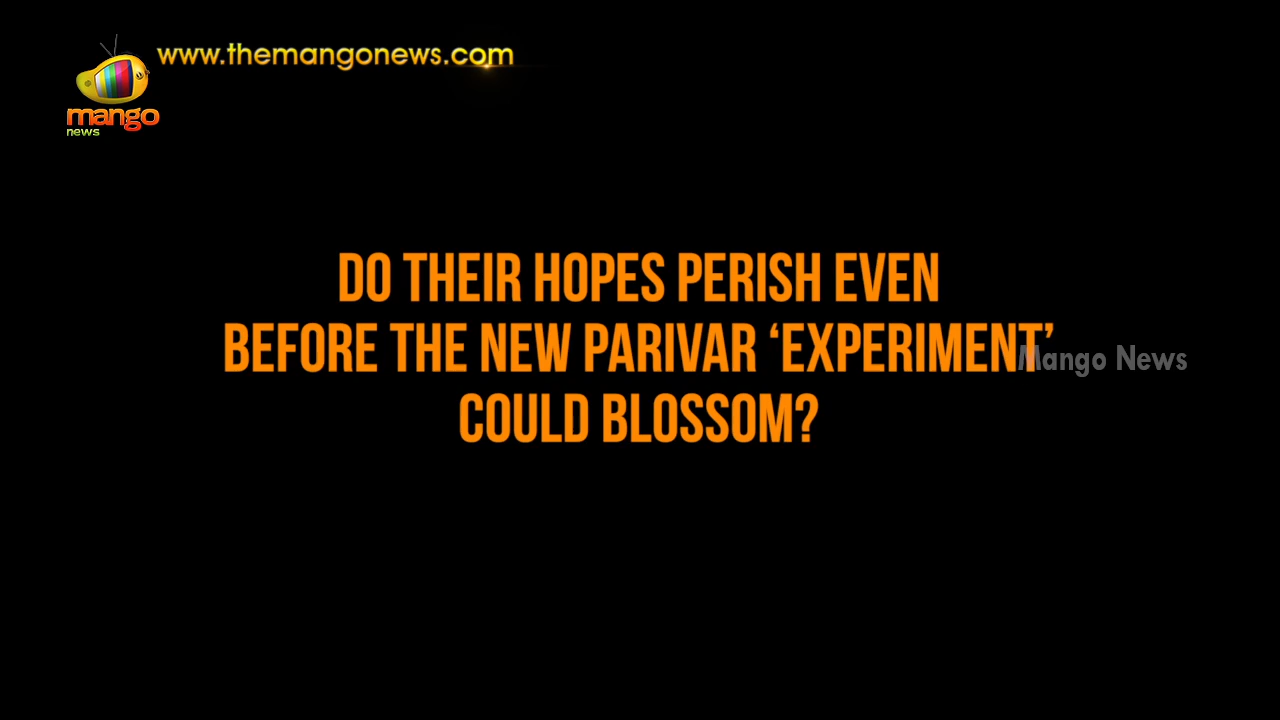 www.themangonews.com
mango
news
DO THEIR HOPES PERISH EVEN
BEFORE THE NEW PARIVAR ‘EXPERIMENT’
Mango News
COULD BLOSSOM?